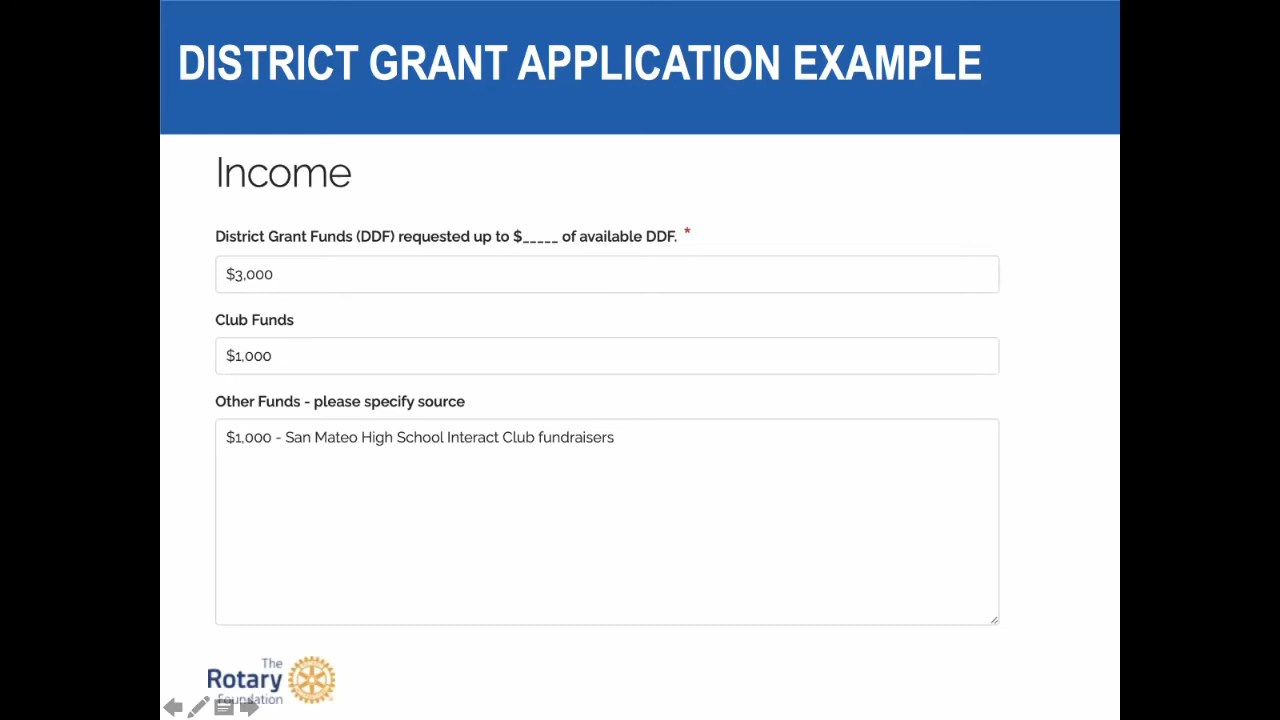 DISTRICT GRANT APPLICATION EXAMPLE
Income
District Grant Funds (DDF) requested up to $_____ of available DDF. *
$3,000
Club Funds
$1,000
Other Funds - please specify source
$1,000 - San Mateo High School Interact Club fundraisers
The
Rotary
Foundation